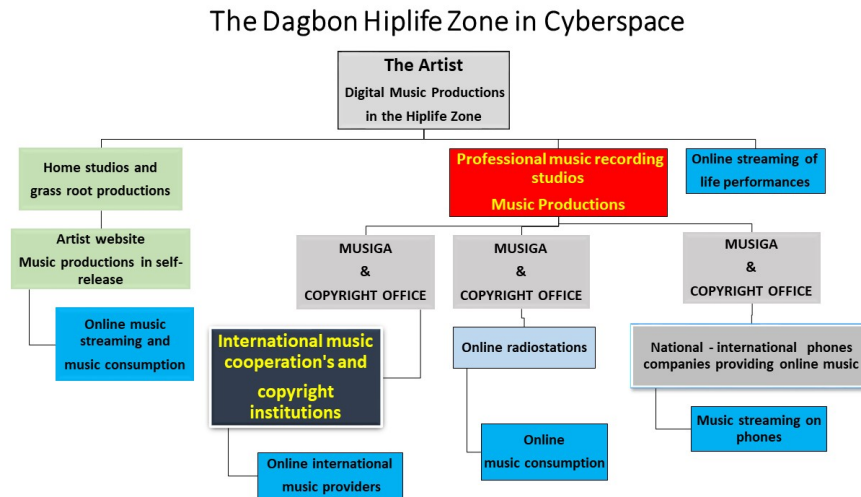 The Dagbon Hiplife Zone in Cyberspace
The Artist
Digital Music Productions
in the Hiplife Zone
Home studios and
grass root productions
Professional music recording
studios
Music Productions
Online streaming of
life performances
Artist website
Music productions in self-
release
MUSIGA
&
COPYRIGHT OFFICE
MUSIGA
&
COPYRIGHT OFFICE
MUSIGA
&
COPYRIGHT OFFICE
Online music
streaming and
music consumption
International music
cooperation's and
copyright
institutions
Online radiostations
National - international phones
companies providing online music
Online international
music providers
Online
music consumption
Music streaming on
phones